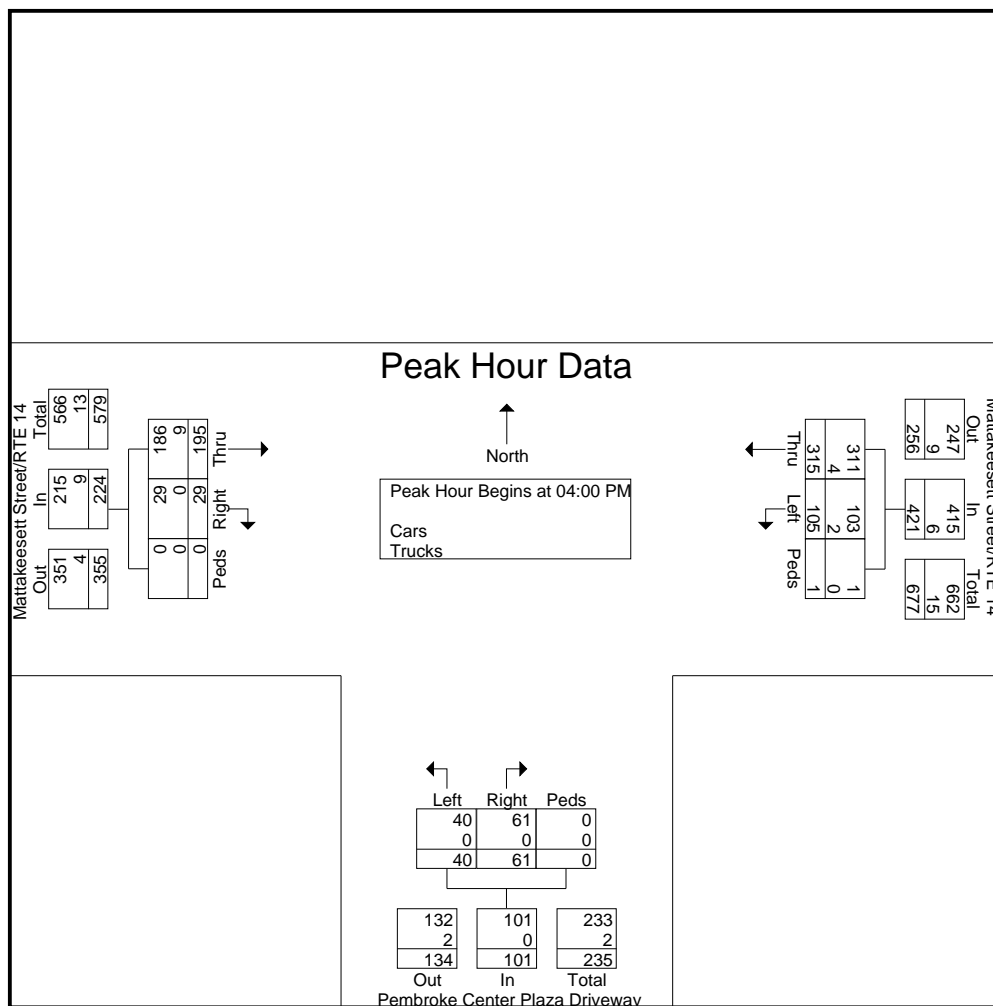 Peak Hour Data
North
Peak Hour Begins at 04:00 PM
Cars
Trucks
Mattakeesett Street/RTE 14
Total In Out
566 215 351
13 9 4
579 224 355
Thru Right Peds
186 29 0
9 0 0
195 29 0
Mattakeesett Street/RTE 14
Out In Total
247 415 662
9 6 15
256 421 677
Thru Left Peds
311 103 1
4 2 0
315 105 1
Left Right Peds
40 61 0
0 0 0
40 61 0
132 101 233
2 0 2
134 101 235
Out In Total
Pembroke Center Plaza Driveway